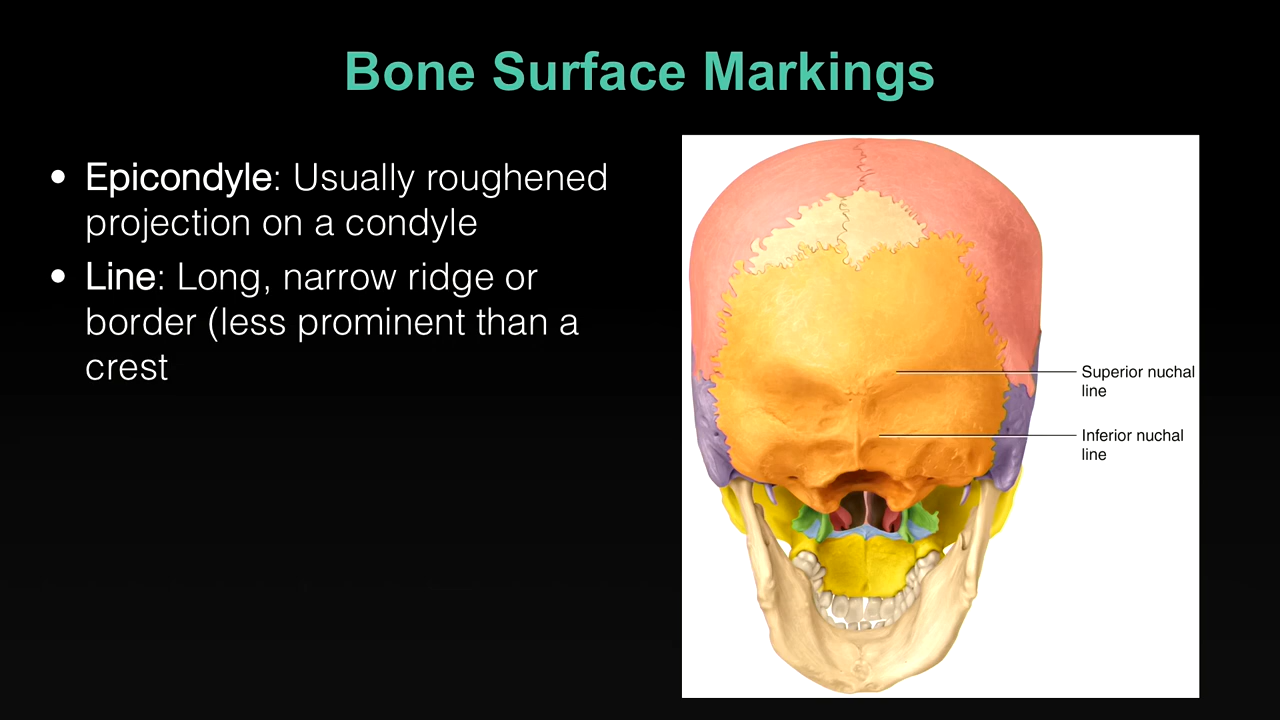 Bone Surface Markings
• Epicondyle: Usually roughened
projection on a condyle
• Line: Long, narrow ridge or
border (less prominent than a
crest
Superior nuchal
line
Inferior nuchal
line